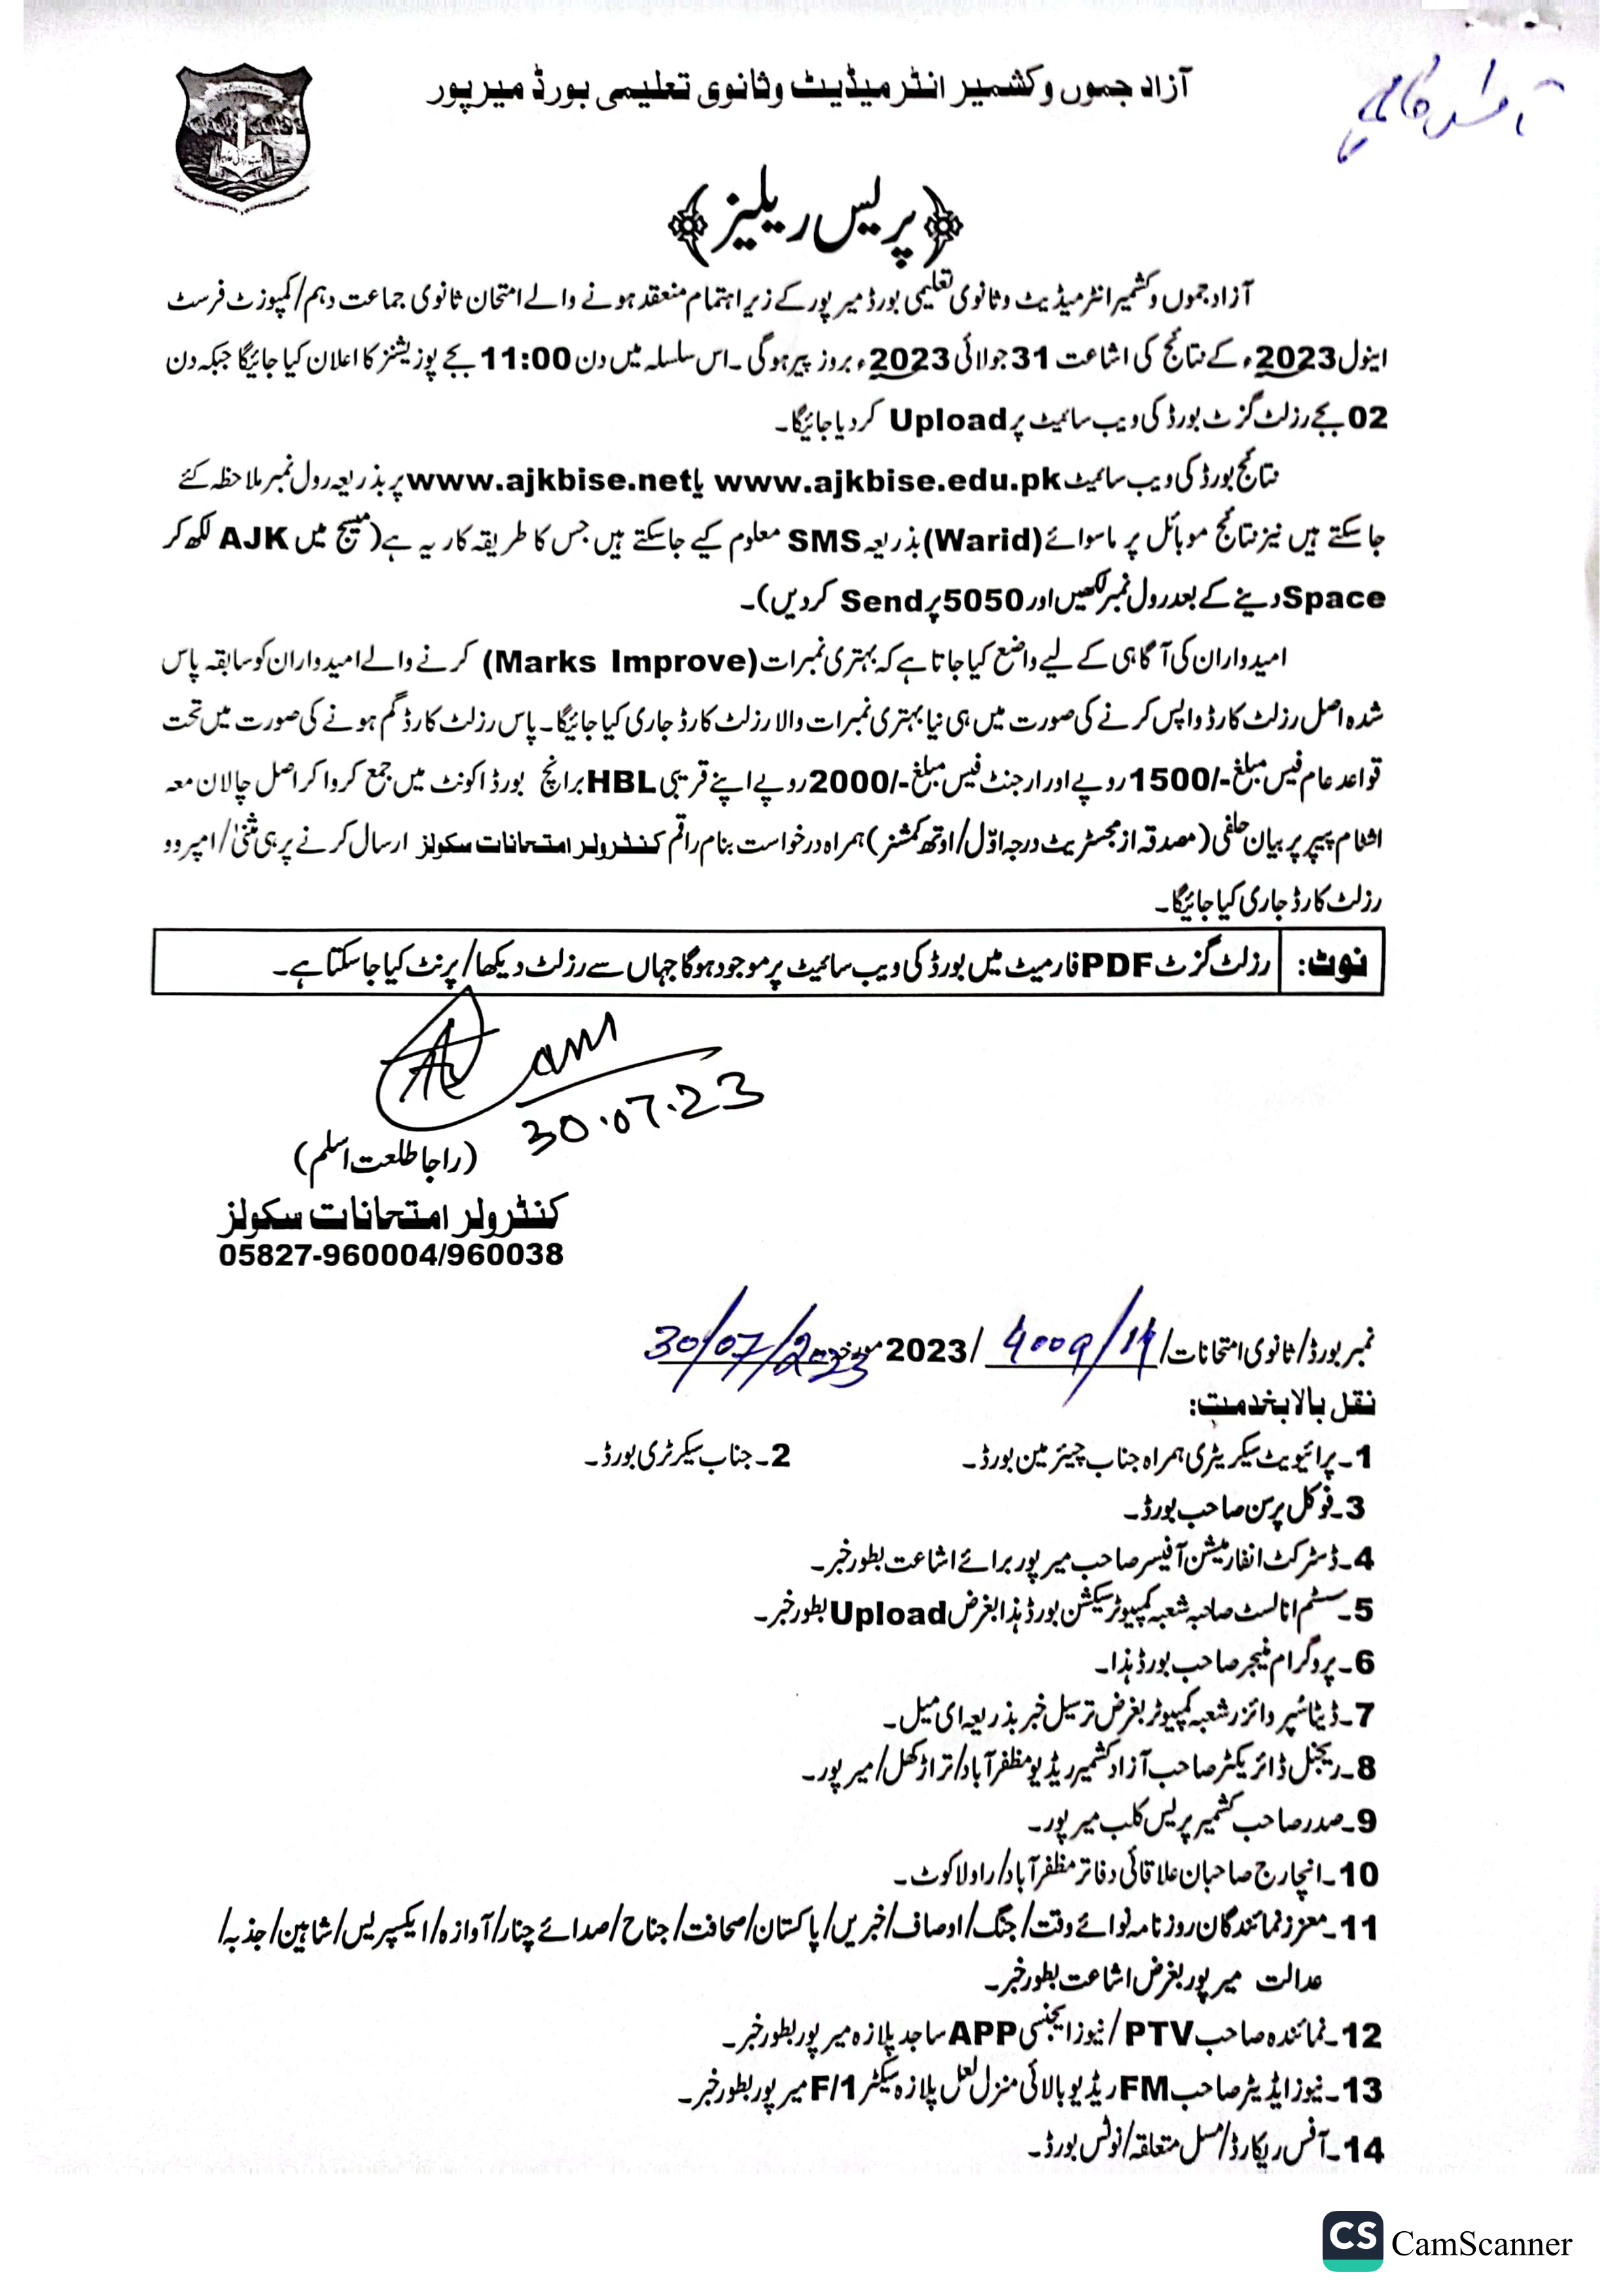 آزاد جموں و کشمیر انٹرمیڈیٹ وثانوی تعلیمی بورڈ میرپور
پریس ریلیز
آزاد جموں و کشمیر انٹرمیڈیٹ وثانوی تعلیمی بورڈ میرپور کے زیر اہتمام منعقد ہونے والے امتحان ثانوی جماعت دہم/کمپوزٹ فرسٹ
اینول 2023ء کے نتائج کی اشاعت 31 جولائی 2023ء بروز پیر ہوگی ۔ اس سلسلہ میں دن 11:00 بجے پوزیشنز کا اعلان کیا جائیگا جبکہ دن
02 بجے رزلٹ گزٹ بورڈ کی ویب سائیٹ پر Upload کر دیا جائیگا۔
نتائج بورڈ کی ویب سائیٹ www.ajkbise.edu.pk یا www.ajkbise.net پر بذریعہ رول نمبر ملاحظہ کئے
جا سکتے ہیں نیز نتائج موبائل پر ماسوائے (Warid) بذریعہ SMS معلوم کیے جاسکتے ہیں جس کا طریقہ کار یہ ہے (میسج میں AJK لکھ کر
Space دینے کے بعد رول نمبر لکھیں اور 5050 پر Send کر دیں)۔
امیدواران کی آگاہی کے لیے واضع کیا جاتا ہے کہ بہتری نمبرات (Marks Improve) کرنے والے امیدواران کو سابقہ پاس
شدہ اصل رزلٹ کارڈ واپس کرنے کی صورت میں ہی نیا بہتری نمبرات والا رزلٹ کارڈ جاری کیا جائیگا۔ پاس رزلٹ کارڈ گم ہونے کی صورت میں تحت
قواعد عام فیس مبلغ -/1500 روپے اور ارجنٹ فیس مبلغ -/2000 روپے اپنے قریبی HBL برانچ بورڈ اکونٹ میں جمع کروا کر اصل چالان معہ
اشٹام پیپر پر بیان حلفی (مصدقہ از مجسٹریٹ درجہ اوّل/اوتھ کمشنر) ہمراہ درخواست بنام راقم کنٹرولر امتحانات سکولز ارسال کرنے پر ہی مثنیٰ/امپروو
رزلٹ کارڈ جاری کیا جائیگا۔
نوٹ: رزلٹ گزٹ PDF فارمیٹ میں بورڈ کی ویب سائیٹ پر موجود ہوگا جہاں سے رزلٹ دیکھا/پرنٹ کیا جاسکتا ہے۔
30.07.23
(راجا طلعت اسلم)
کنٹرولر امتحانات سکولز
05827-960004/960038
نمبر بورڈ/ثانوی امتحانات/ 4009/14 /2023 مورخہ 30/07/2023
نقل بالا بخدمت:
1۔ پرائیویٹ سیکریٹری ہمراہ جناب چیئرمین بورڈ۔ 2۔ جناب سیکرٹری بورڈ۔
3۔ فوکل پرسن صاحب بورڈ۔
4۔ ڈسٹرکٹ انفارمیشن آفیسر صاحب میرپور برائے اشاعت بطور خبر۔
5۔ سسٹم انالسٹ صاحبہ شعبہ کمپیوٹر سیکشن بورڈ ہذا بغرض Upload بطور خبر۔
6۔ پروگرام منیجر صاحب بورڈ ہذا۔
7۔ ڈیٹا سپروائزر شعبہ کمپیوٹر بغرض ترسیل خبر بذریعہ ای میل۔
8۔ ریجنل ڈائریکٹر صاحب آزاد کشمیر ریڈیو مظفرآباد/تراڑکھل/میرپور۔
9۔ صدر صاحب کشمیر پریس کلب میرپور۔
10۔ انچارج صاحبان علاقائی دفاتر مظفرآباد/راولاکوٹ۔
11۔ معزز نمائندگان روزنامہ نوائے وقت/جنگ/اوصاف/خبریں/پاکستان/صحافت/جناح/صدائے چنار/آوازہ/ایکسپریس/شاہین/جذبہ/
عدالت میرپور بغرض اشاعت بطور خبر۔
12۔ نمائندہ صاحب PTV/نیوز ایجنسی APP ساجد پلازہ میرپور بطور خبر۔
13۔ نیوز ایڈیٹر صاحب FM ریڈیو بالائی منزل لعل پلازہ سیکٹر F/1 میرپور بطور خبر۔
14۔ آفس ریکارڈ/مسل متعلقہ/نوٹس بورڈ۔
CS CamScanner